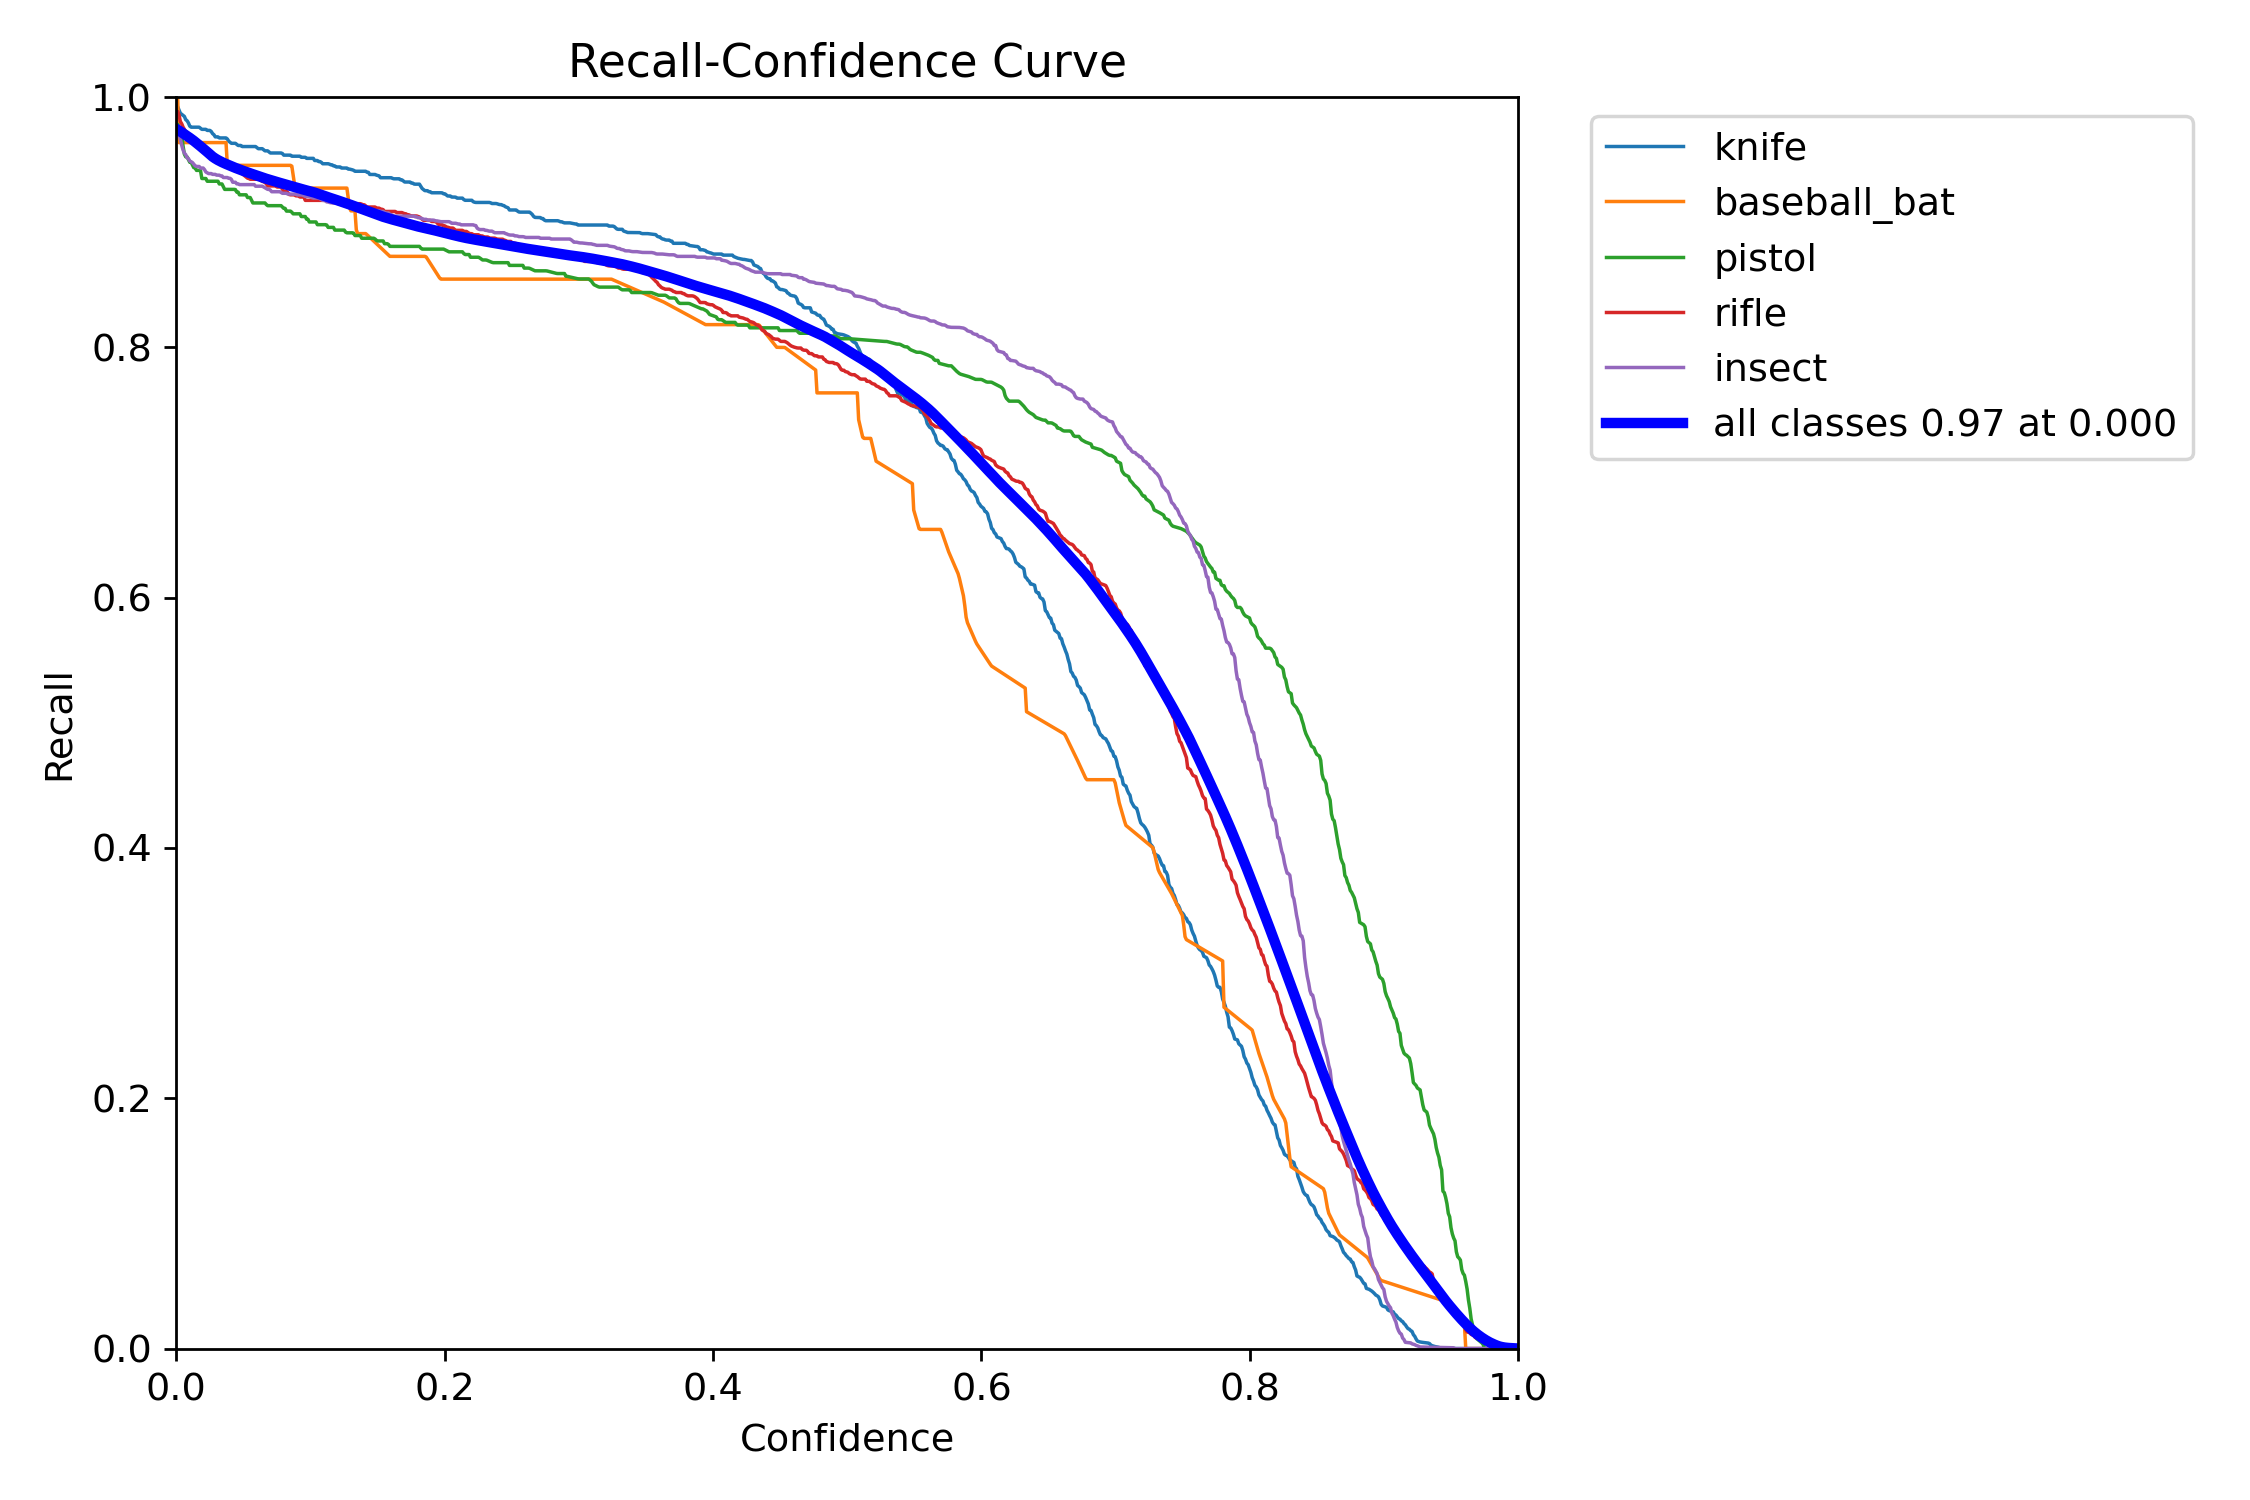 Recall-Confidence Curve
1.0
0.8
0.6
0.4
0.2
0.0
Recall
0.0 0.2 0.4 0.6 0.8 1.0
Confidence
knife
baseball_bat
pistol
rifle
insect
all classes 0.97 at 0.000